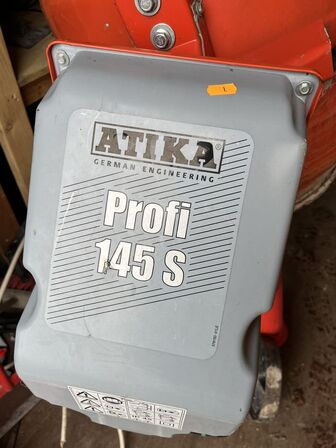 L
ATIKA®
GERMAN ENGINEERING
Profi
145 S